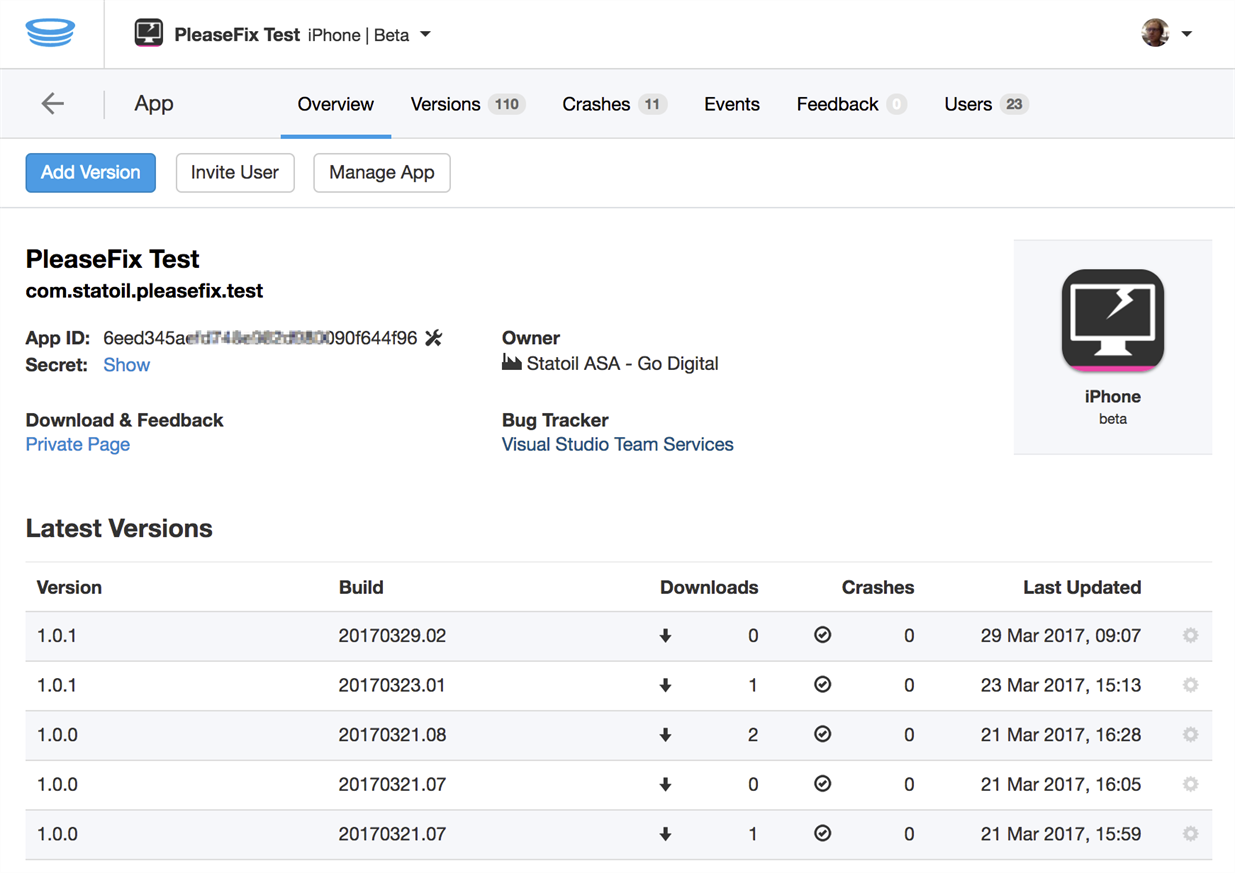 PleaseFix Test iPhone | Beta
App Overview Versions 110 Crashes 11 Events Feedback 0 Users 23
Add Version Invite User Manage App
PleaseFix Test
com.statoil.pleasefix.test
App ID: 6eed345ae 090f644f96
Secret: Show
Owner
Statoil ASA - Go Digital
Download & Feedback
Private Page
Bug Tracker
Visual Studio Team Services
iPhone
beta
Latest Versions
Version Build Downloads Crashes Last Updated
1.0.1 20170329.02 0 0 29 Mar 2017, 09:07
1.0.1 20170323.01 1 0 23 Mar 2017, 15:13
1.0.0 20170321.08 2 0 21 Mar 2017, 16:28
1.0.0 20170321.07 0 0 21 Mar 2017, 16:05
1.0.0 20170321.07 1 0 21 Mar 2017, 15:59